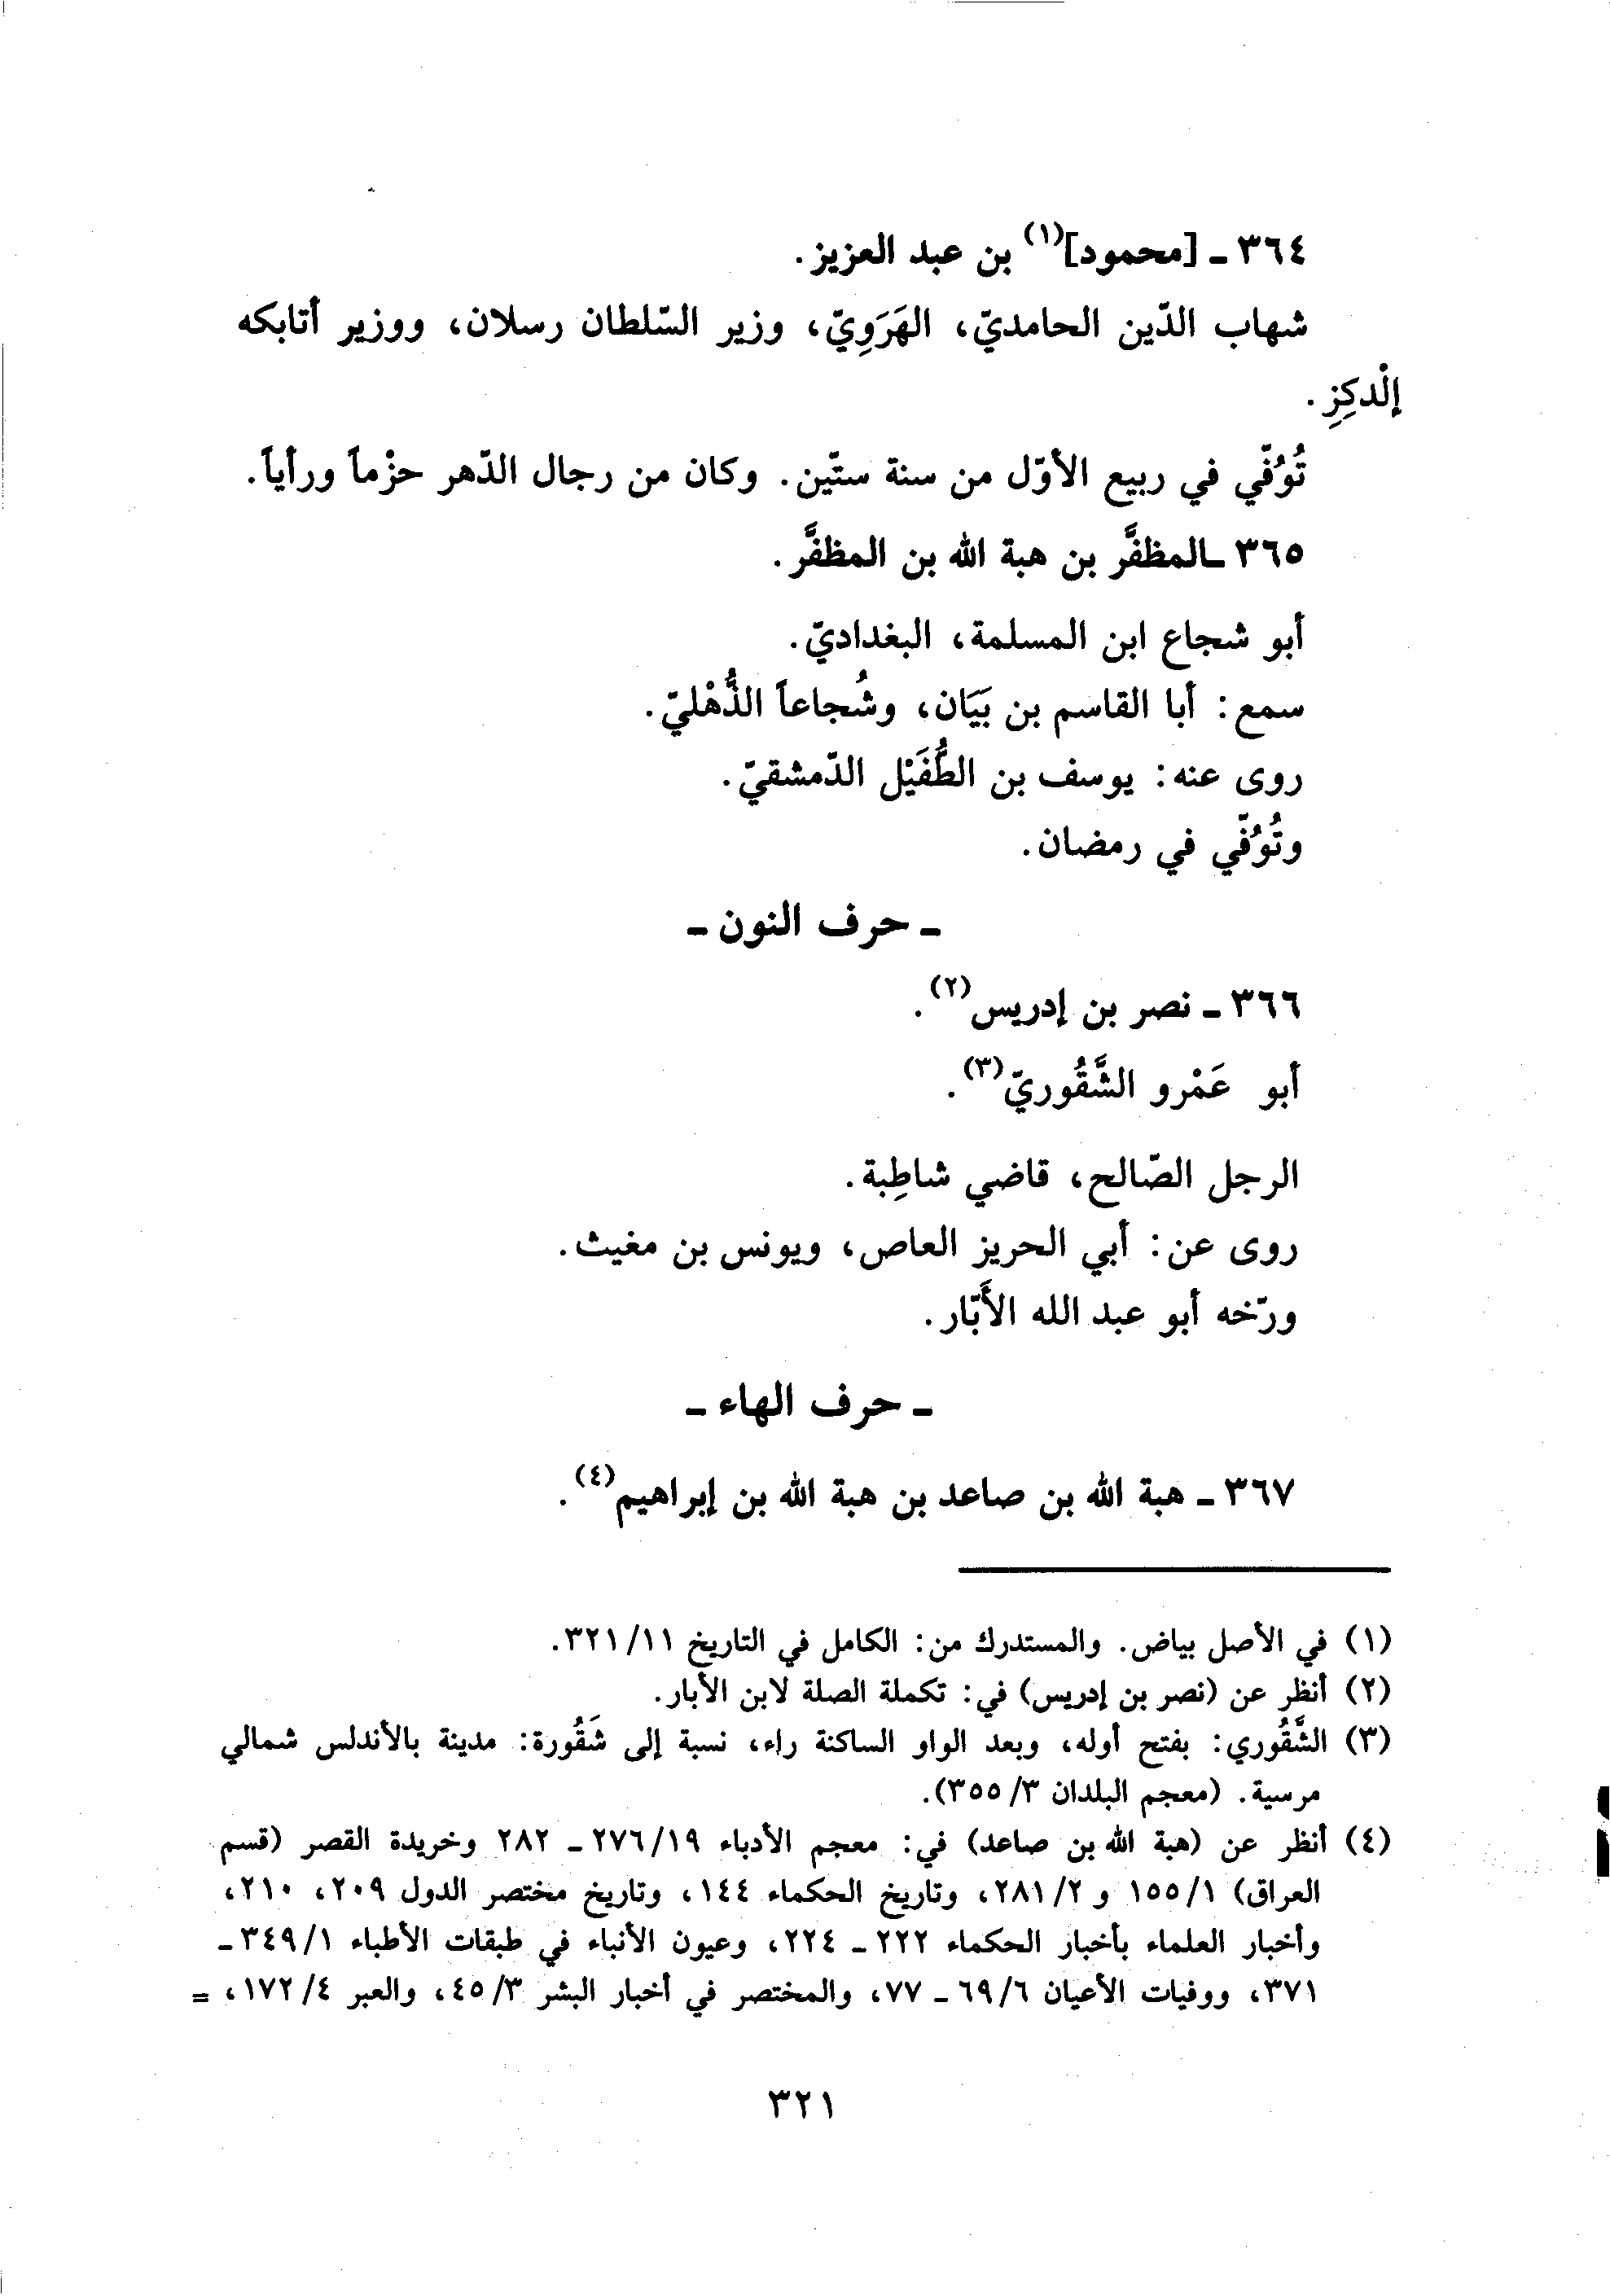 ٣٦٤ ـ [محمود]⁽١⁾ بن عبد العزيز.
شهاب الدّين الحامديّ، الهَرَوِيّ، وزير السّلطان رسلان، ووزير أتابكه
إلْدكِزِ.
تُوُفّي في ربيع الأوّل من سنة ستّين. وكان من رجال الدّهر حزْماً ورأياً.
٣٦٥ ـالمظفَّر بن هبة الله بن المظفَّر.
أبو شجاع ابن المسلمة، البغداديّ.
سمع: أبا القاسم بن بَيَان، وشُجاعاً الذُّهْليّ.
روى عنه: يوسف بن الطُّفَيْل الدّمشقيّ.
وتُوُفّي في رمضان.
ـ حرف النون ـ
٣٦٦ ـ نصر بن إدريس⁽٢⁾.
أبو عَمْرو الشَّقُوريّ⁽٣⁾.
الرجل الصّالح، قاضي شاطِبة.
روى عن: أبي الحريز العاص، ويونس بن مغيث.
ورّخه أبو عبد الله الأَبّار.
ـ حرف الهاء ـ
٣٦٧ ـ هبة الله بن صاعد بن هبة الله بن إبراهيم⁽٤⁾.
(١) في الأصل بياض. والمستدرك من: الكامل في التاريخ ٣٢١/١١.
(٢) أنظر عن (نصر بن إدريس) في: تكملة الصلة لابن الأبار.
(٣) الشَّقُوري: بفتح أوله، وبعد الواو الساكنة راء، نسبة إلى شَقُورة: مدينة بالأندلس شمالي
مرسية. (معجم البلدان ٣٥٥/٣).
(٤) أنظر عن (هبة الله بن صاعد) في: معجم الأدباء ٢٧٦/١٩ ـ ٢٨٢ وخريدة القصر (قسم
العراق) ١٥٥/١ و ٢٨١/٢، وتاريخ الحكماء ١٤٤، وتاريخ مختصر الدول ٢٠٩، ٢١٠،
وأخبار العلماء بأخبار الحكماء ٢٢٢ ـ ٢٢٤، وعيون الأنباء في طبقات الأطباء ٣٤٩/١ ـ
٣٧١، ووفيات الأعيان ٦٩/٦ ـ ٧٧، والمختصر في أخبار البشر ٤٥/٣، والعبر ١٧٢/٤، =
٣٢١